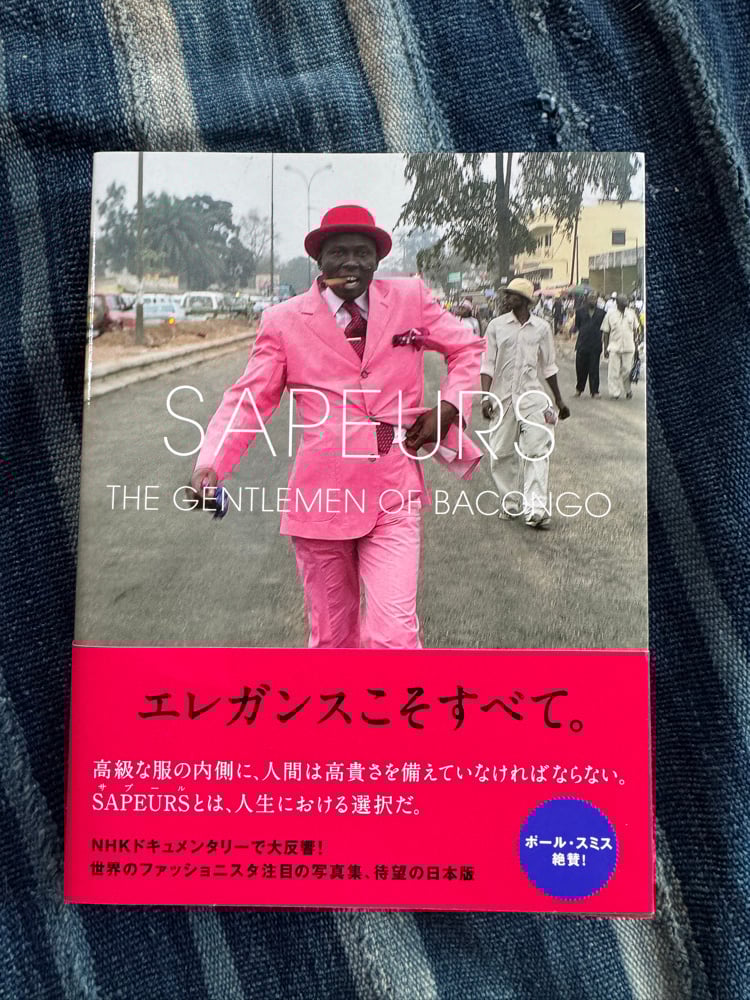 SAPEURS
THE GENTLEMEN OF BACONGO
エレガンスこそすべて。
高級な服の内側に、人間は高貴さを備えていなければならない。
サプール
SAPEURSとは、人生における選択だ。
NHKドキュメンタリーで大反響!
世界のファッショニスタ注目の写真集、待望の日本版
ポール・スミス
絶賛!